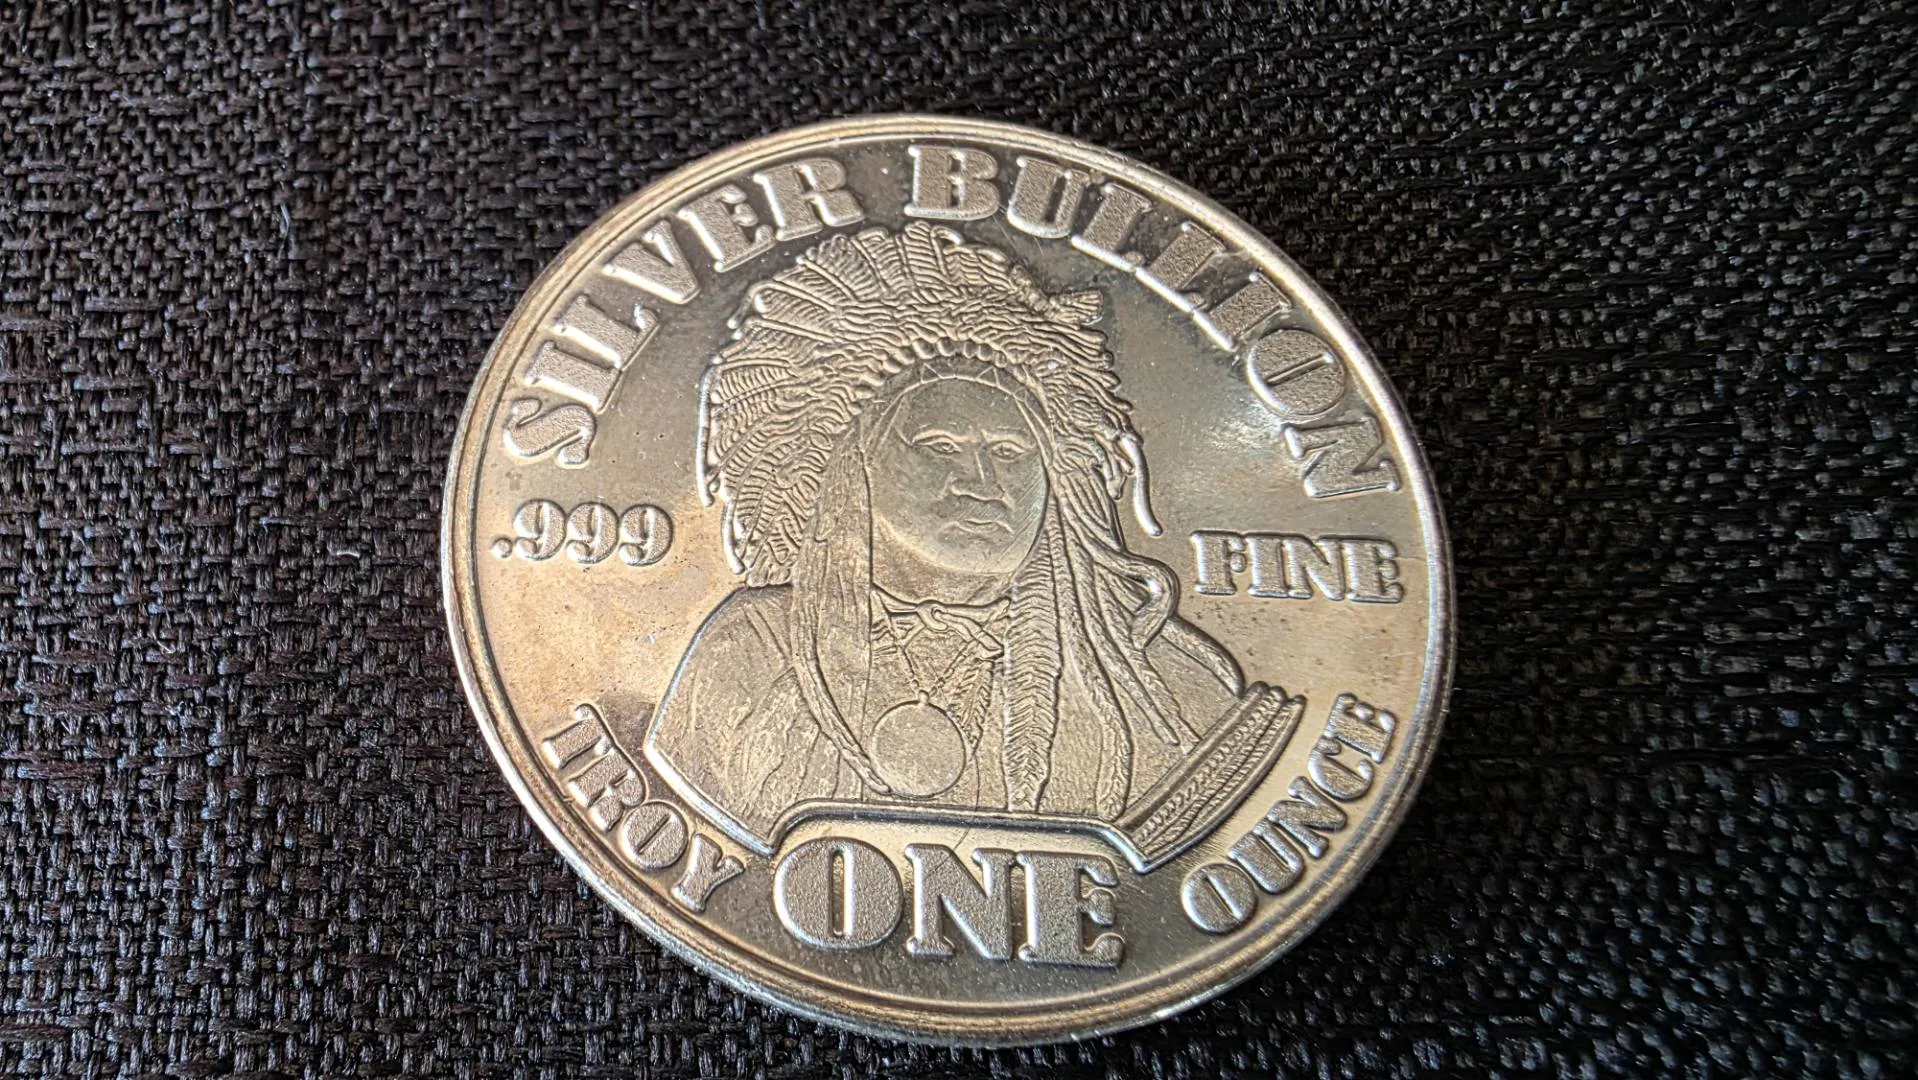 SILVER BULLION
.999 FINE
TROY ONE OUNCE